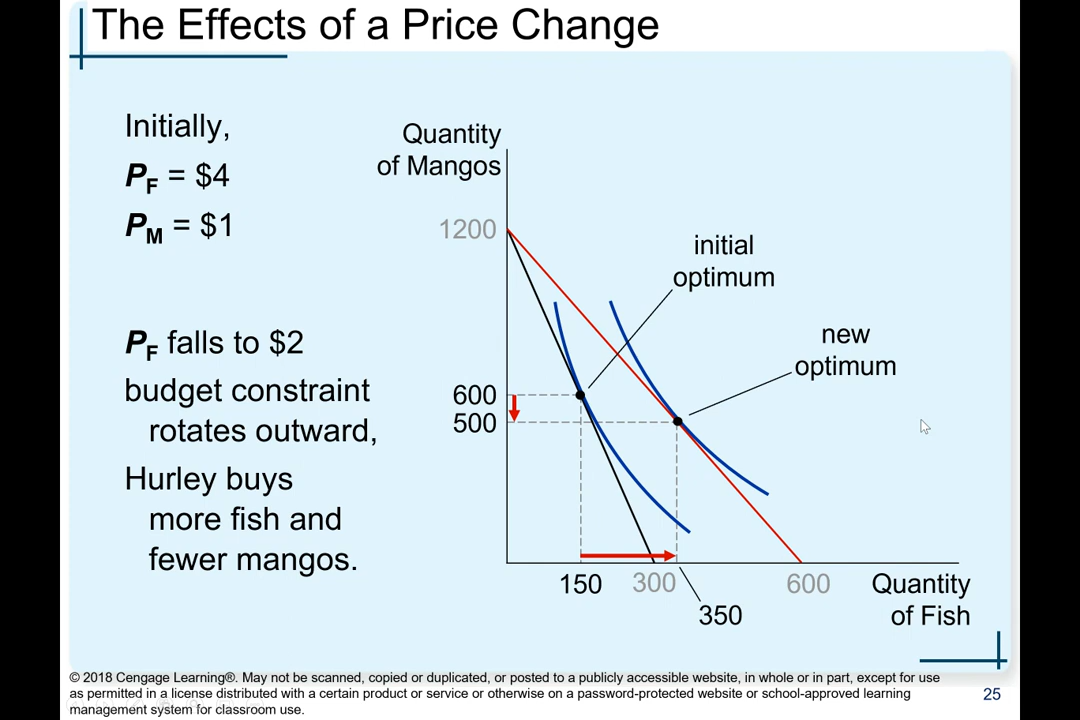 The Effects of a Price Change
Initially,
PF = $4
PM = $1
PF falls to $2
budget constraint
rotates outward,
Hurley buys
more fish and
fewer mangos.
Quantity
of Mangos
1200
600
500
initial
optimum
new
optimum
150
300
600
350
Quantity
of Fish
© 2018 Cengage Learning®. May not be scanned, copied or duplicated, or posted to a publicly accessible website, in whole or in part, except for use
as permitted in a license distributed with a certain product or service or otherwise on a password-protected website or school-approved learning
management system for classroom use.
25